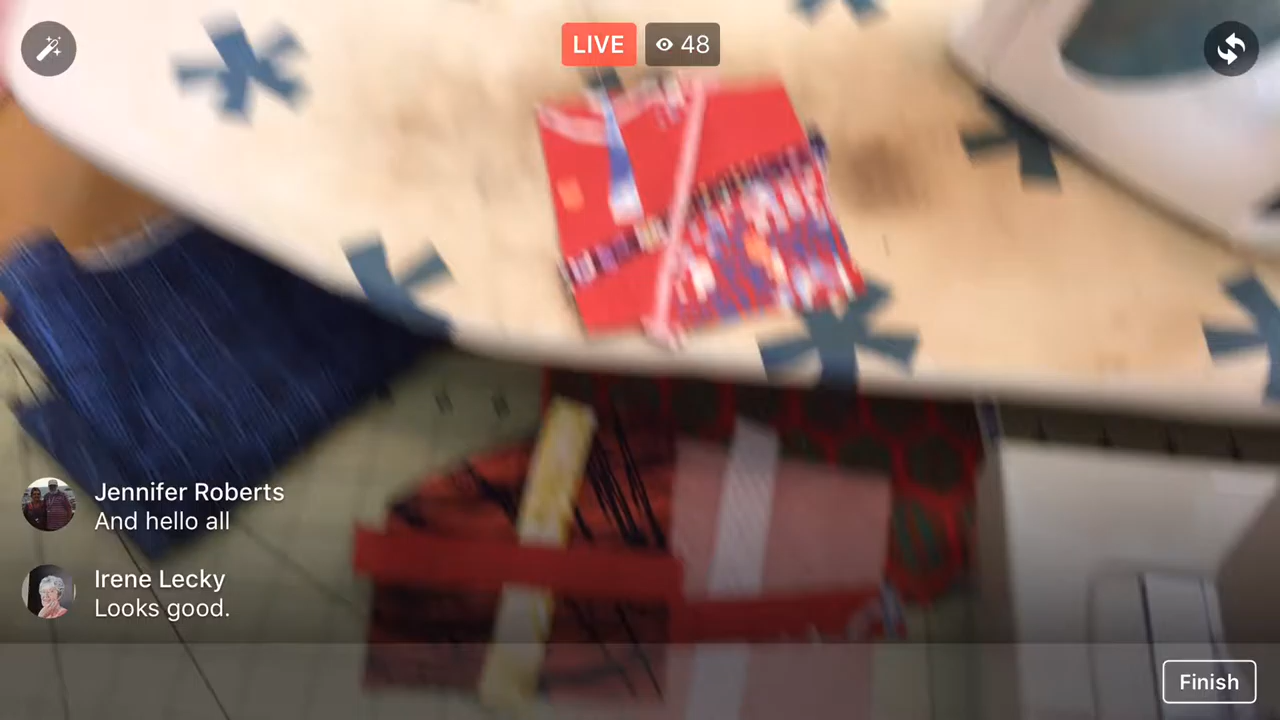 LIVE
48
Jennifer Roberts
And hello all
Irene Lecky
Looks good.
Finish